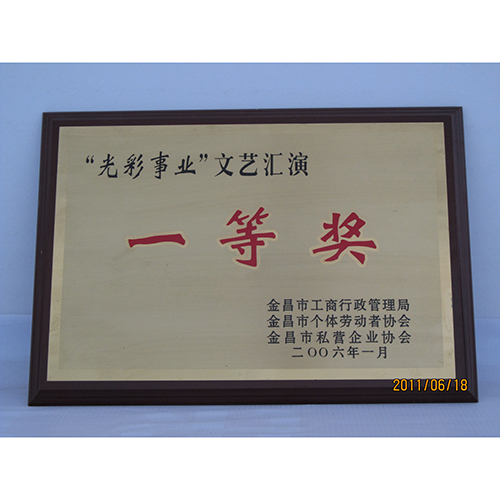 “光彩事业”文艺汇演
一等奖
金昌市工商行政管理局
金昌市个体劳动者协会
金昌市私营企业协会
二〇〇六年一月
2011/06/18